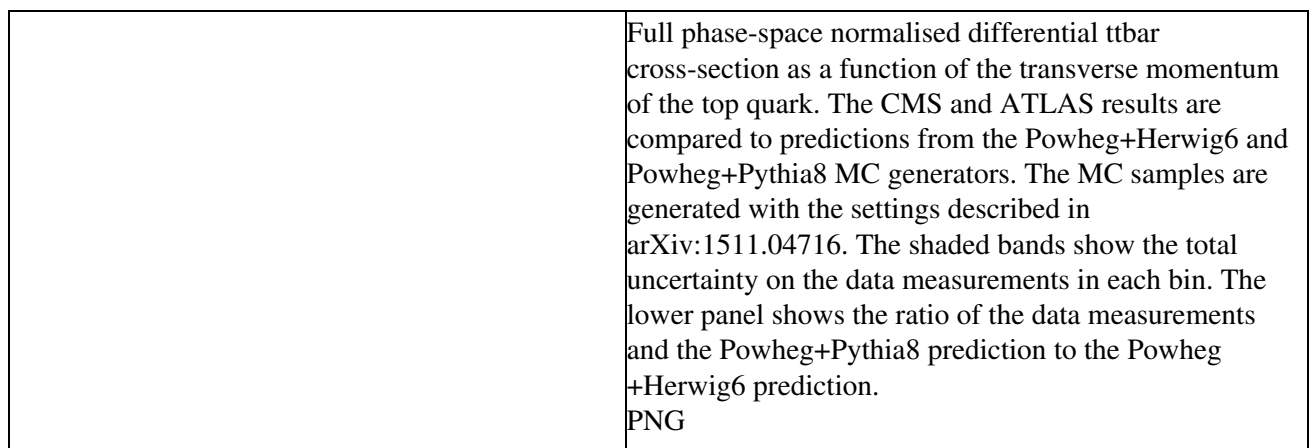 Full phase-space normalised differential ttbar
cross-section as a function of the transverse momentum
of the top quark. The CMS and ATLAS results are
compared to predictions from the Powheg+Herwig6 and
Powheg+Pythia8 MC generators. The MC samples are
generated with the settings described in
arXiv:1511.04716. The shaded bands show the total
uncertainty on the data measurements in each bin. The
lower panel shows the ratio of the data measurements
and the Powheg+Pythia8 prediction to the Powheg
+Herwig6 prediction.
PNG